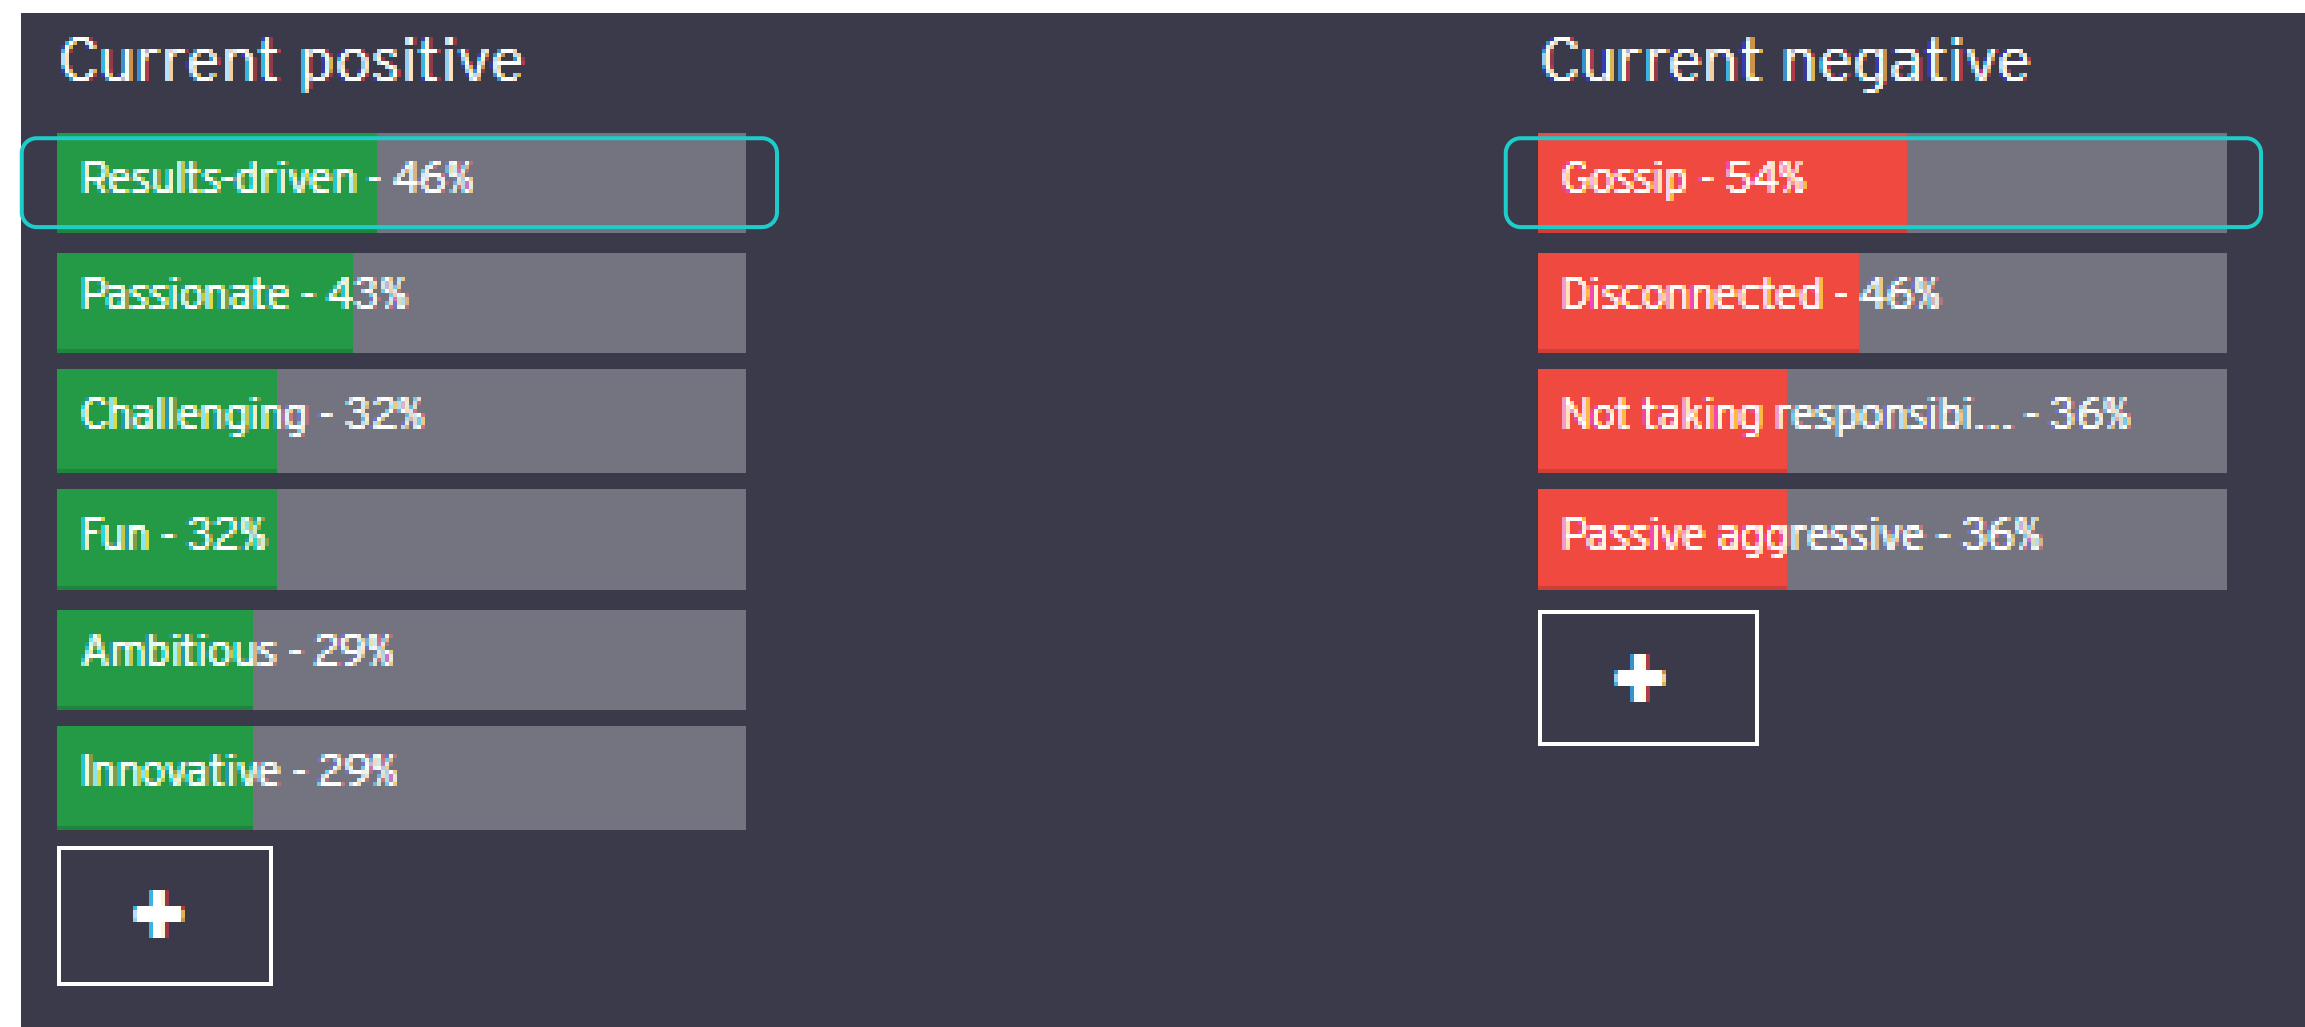 Current positive
Results-driven - 46%
Passionate - 43%
Challenging - 32%
Fun - 32%
Ambitious - 29%
Innovative - 29%
+
Current negative
Gossip - 54%
Disconnected - 46%
Not taking responsibi... - 36%
Passive aggressive - 36%
+